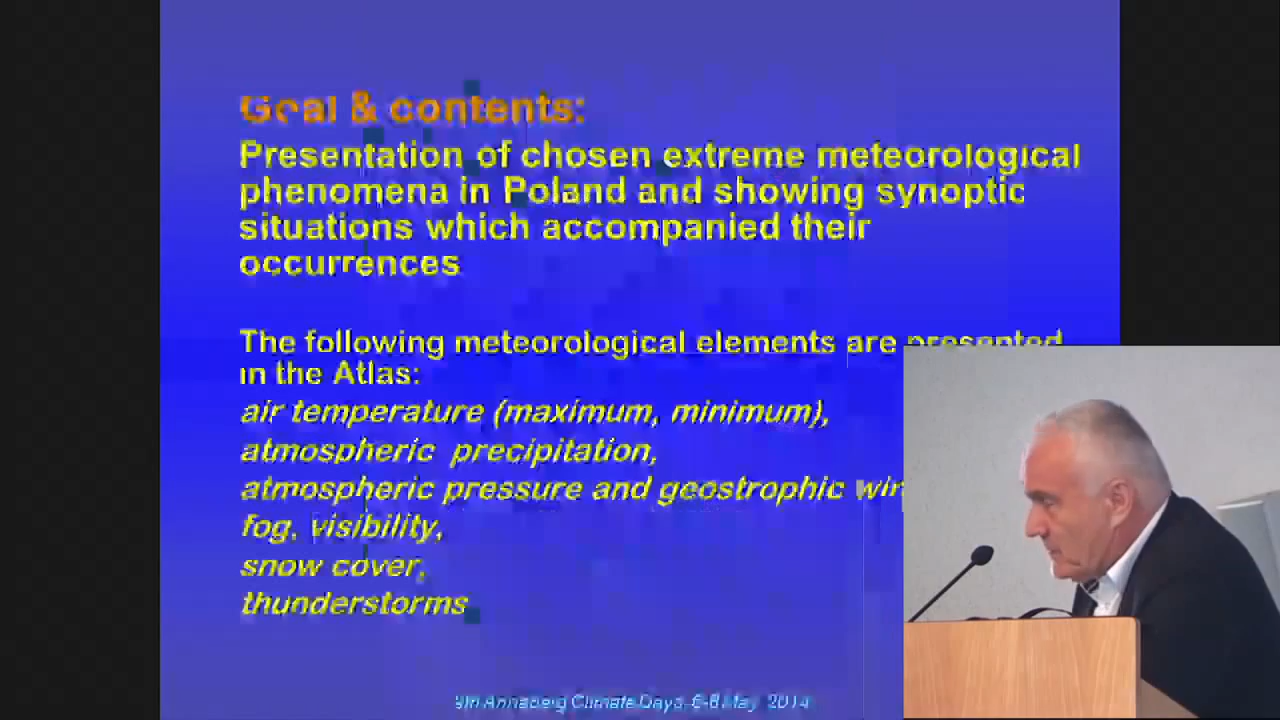 Goal & contents:
Presentation of chosen extreme meteorological
phenomena in Poland and showing synoptic
situations which accompanied their
occurrences
The following meteorological elements are presented
in the Atlas:
air temperature (maximum, minimum),
atmospheric precipitation,
atmospheric pressure and geostrophic
fog, visibility,
snow cover,
thunderstorms
9th Annaberg Climate Days, 6-8 May 2014